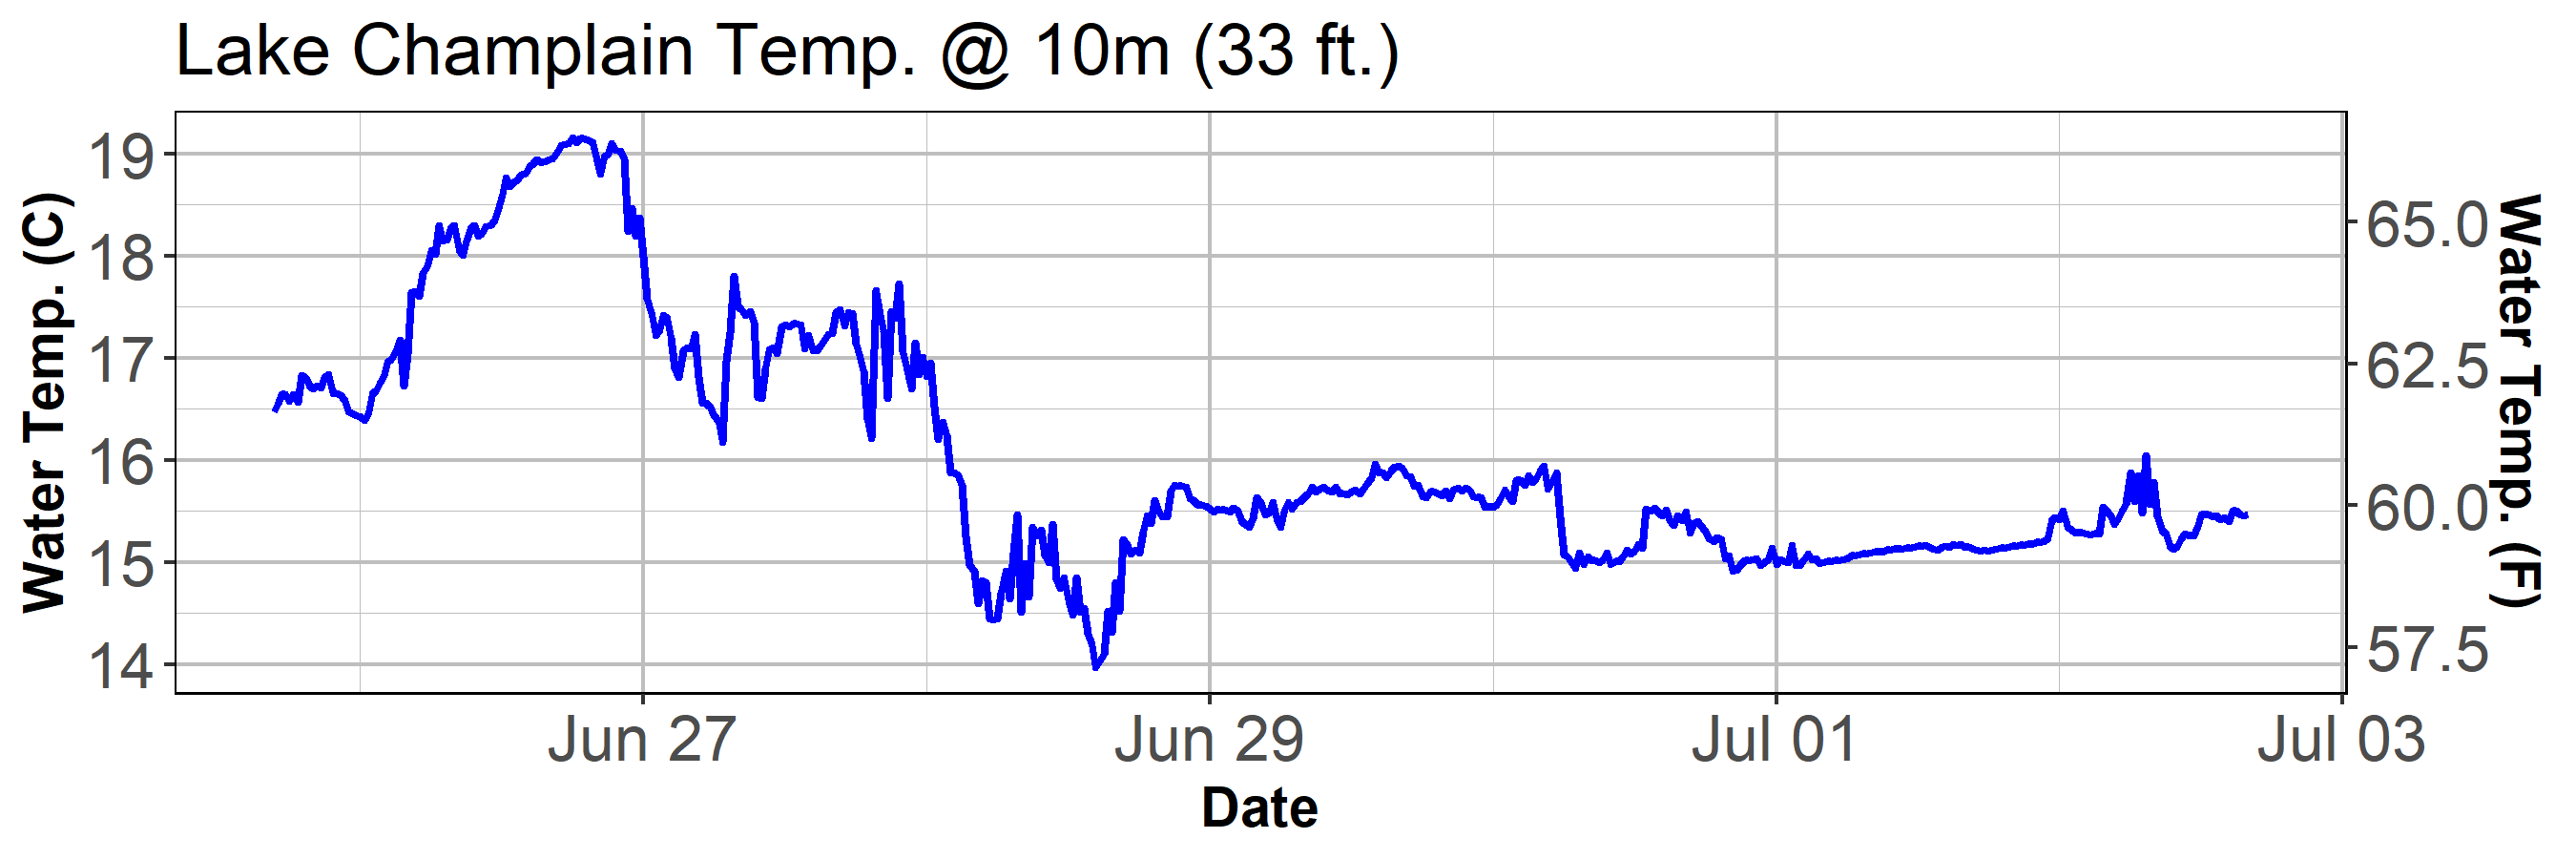 Lake Champlain Temp. @ 10m (33 ft.)
Water Temp. (C)
19
18
17
16
15
14
65.0
62.5
60.0
57.5
Water Temp. (F)
Jun 27 Jun 29 Jul 01 Jul 03
Date